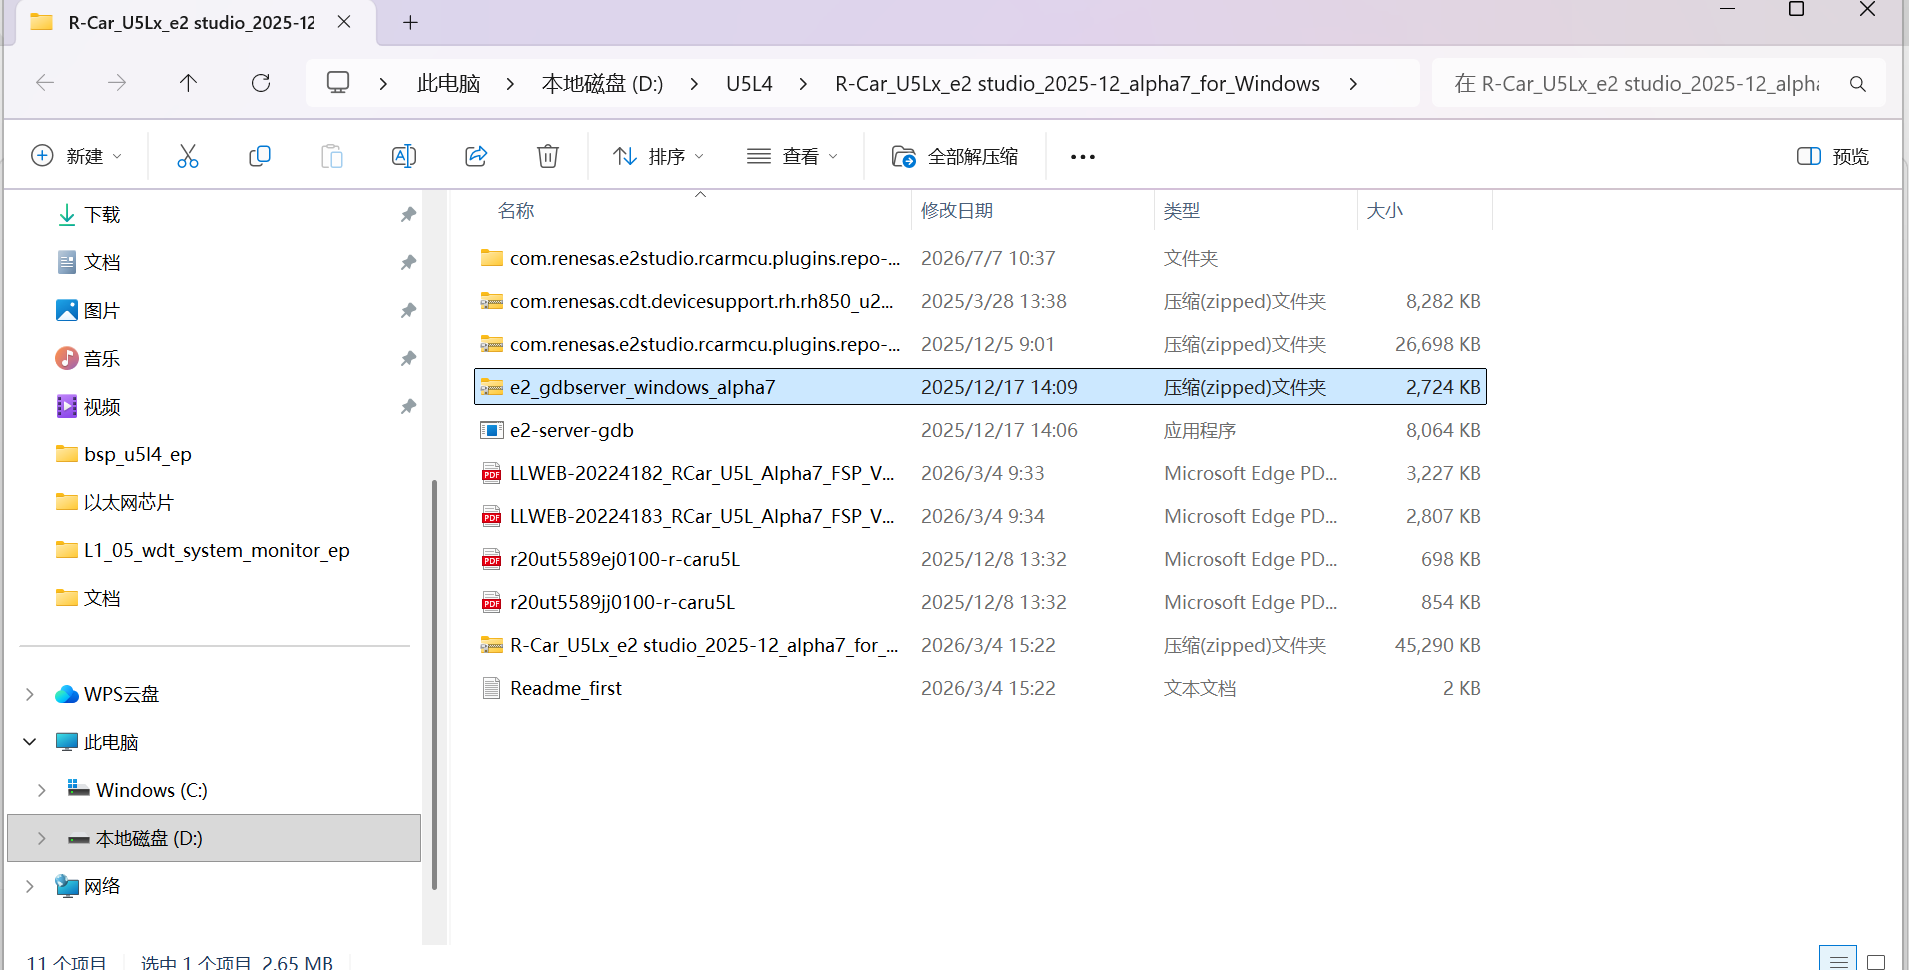 R-Car_U5Lx_e2 studio_2025-12
此电脑 本地磁盘 (D:) U5L4 R-Car_U5Lx_e2 studio_2025-12_alpha7_for_Windows
在 R-Car_U5Lx_e2 studio_2025-12_alpha
新建 排序 查看 全部解压缩 预览
下载
文档
图片
音乐
视频
bsp_u5l4_ep
以太网芯片
L1_05_wdt_system_monitor_ep
文档
WPS云盘
此电脑
Windows (C:)
本地磁盘 (D:)
网络
名称 修改日期 类型 大小
com.renesas.e2studio.rcarmcu.plugins.repo-... 2026/7/7 10:37 文件夹
com.renesas.cdt.devicesupport.rh.rh850_u2... 2025/3/28 13:38 压缩(zipped)文件夹 8,282 KB
com.renesas.e2studio.rcarmcu.plugins.repo-... 2025/12/5 9:01 压缩(zipped)文件夹 26,698 KB
e2_gdbserver_windows_alpha7 2025/12/17 14:09 压缩(zipped)文件夹 2,724 KB
e2-server-gdb 2025/12/17 14:06 应用程序 8,064 KB
PDF LLWEB-20224182_RCar_U5L_Alpha7_FSP_V... 2026/3/4 9:33 Microsoft Edge PD... 3,227 KB
PDF LLWEB-20224183_RCar_U5L_Alpha7_FSP_V... 2026/3/4 9:34 Microsoft Edge PD... 2,807 KB
PDF r20ut5589ej0100-r-caru5L 2025/12/8 13:32 Microsoft Edge PD... 698 KB
PDF r20ut5589jj0100-r-caru5L 2025/12/8 13:32 Microsoft Edge PD... 854 KB
R-Car_U5Lx_e2 studio_2025-12_alpha7_for_... 2026/3/4 15:22 压缩(zipped)文件夹 45,290 KB
Readme_first 2026/3/4 15:22 文本文档 2 KB
11 个项目 选中 1 个项目 2.65 MB